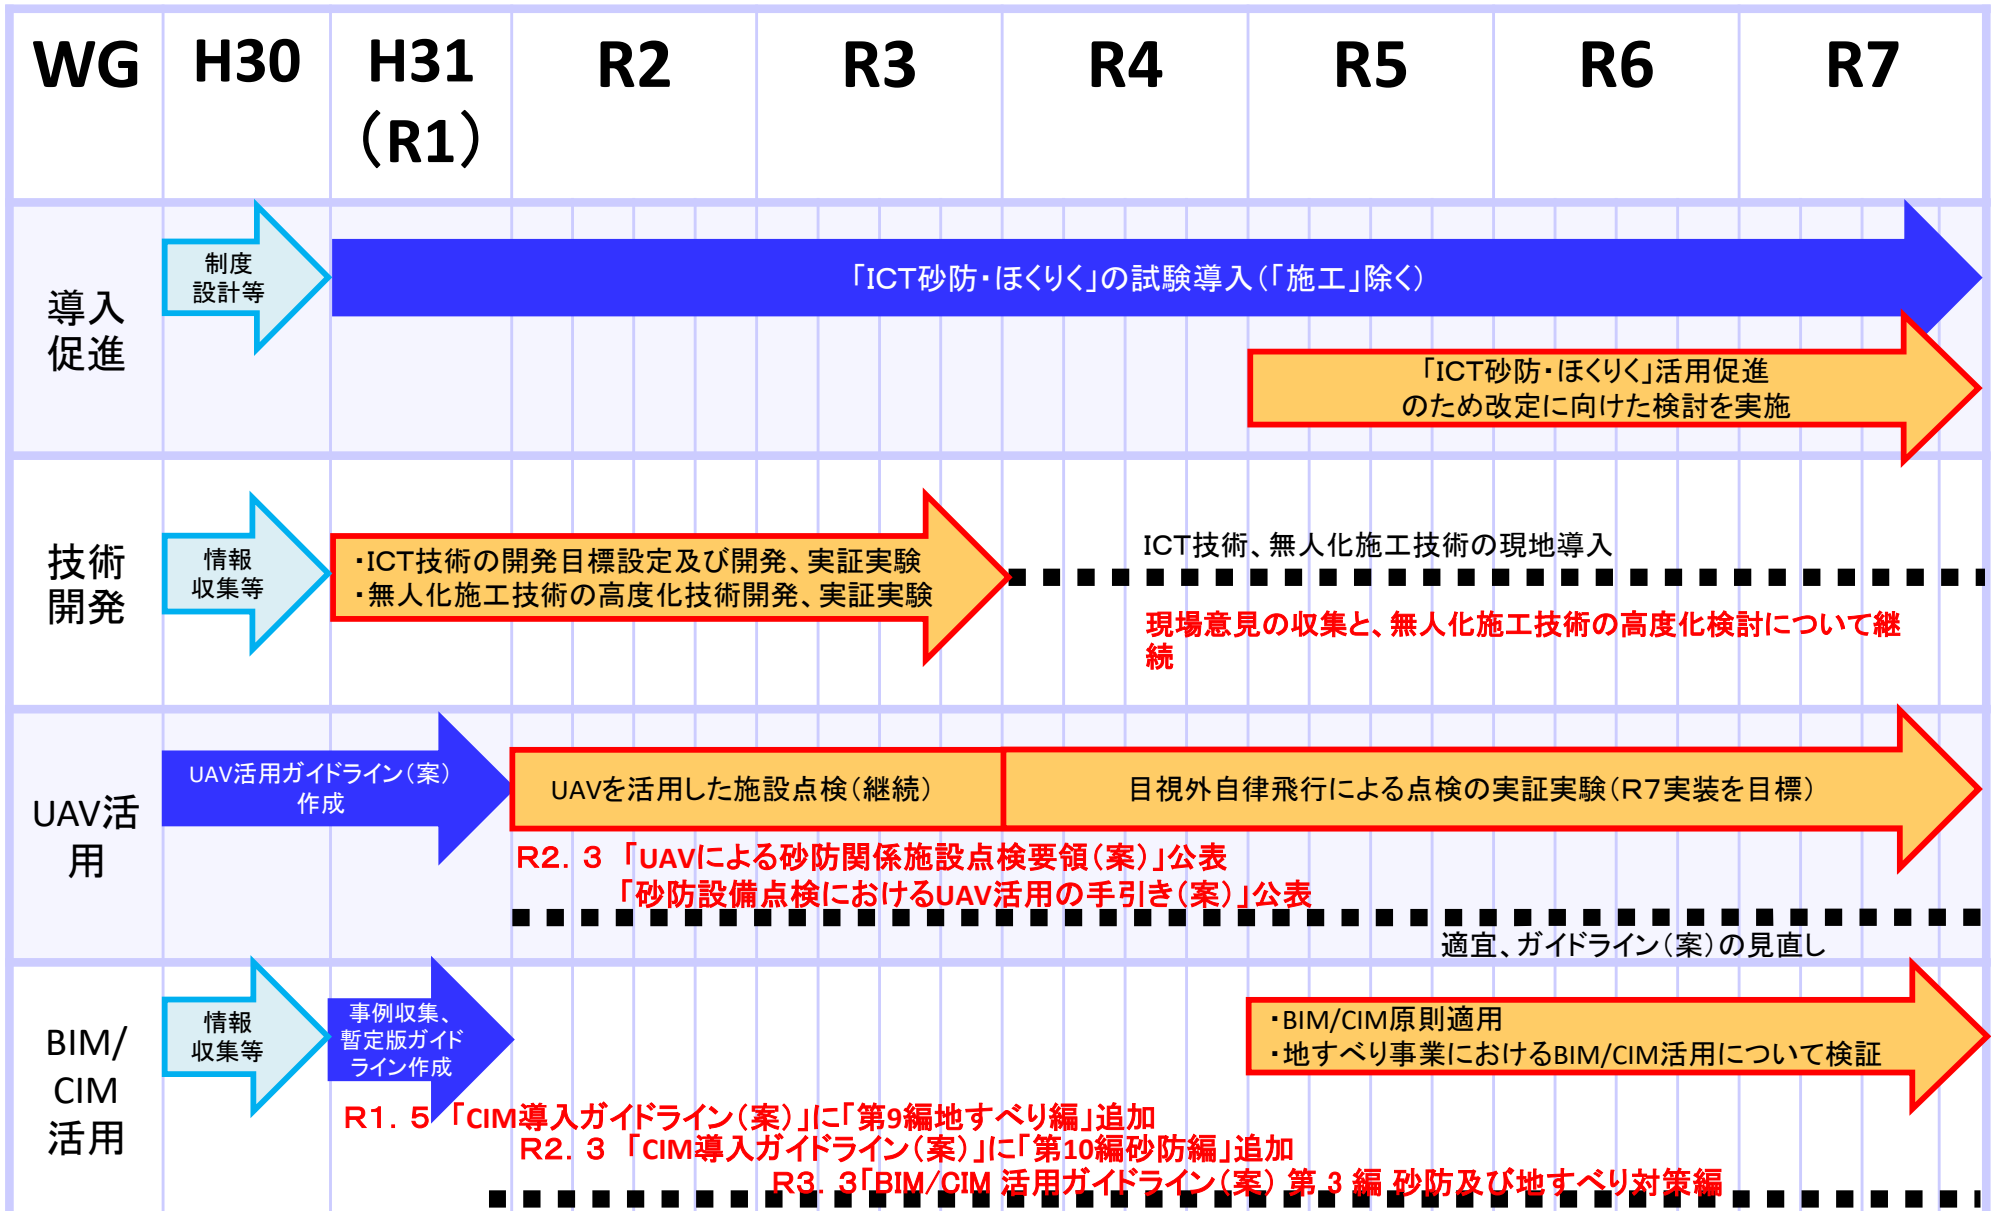 WG
H30
H31
（R1）
R2
R3
R4
R5
R6
R7
導入
促進
制度
設計等
「ICT砂防・ほくりく」の試験導入（「施工」除く）
「ICT砂防・ほくりく」活用促進
のため改定に向けた検討を実施
技術
開発
情報
収集等
・ICT技術の開発目標設定及び開発、実証実験
・無人化施工技術の高度化技術開発、実証実験
ICT技術、無人化施工技術の現地導入
現場意見の収集と、無人化施工技術の高度化検討について継
続
UAV活
用
UAV活用ガイドライン（案）
作成
UAVを活用した施設点検（継続）
目視外自律飛行による点検の実証実験（R7実装を目標）
R2．3 「UAVによる砂防関係施設点検要領（案）」公表
「砂防設備点検におけるUAV活用の手引き（案）」公表
適宜、ガイドライン（案）の見直し
BIM/
CIM
活用
情報
収集等
事例収集、
暫定版ガイド
ライン作成
・BIM/CIM原則適用
・地すべり事業におけるBIM/CIM活用について検証
R1．5 「CIM導入ガイドライン（案）」に「第9編地すべり編」追加
R2．3 「CIM導入ガイドライン（案）」に「第10編砂防編」追加
R3．3「BIM/CIM 活用ガイドライン（案） 第 3 編 砂防及び地すべり対策編